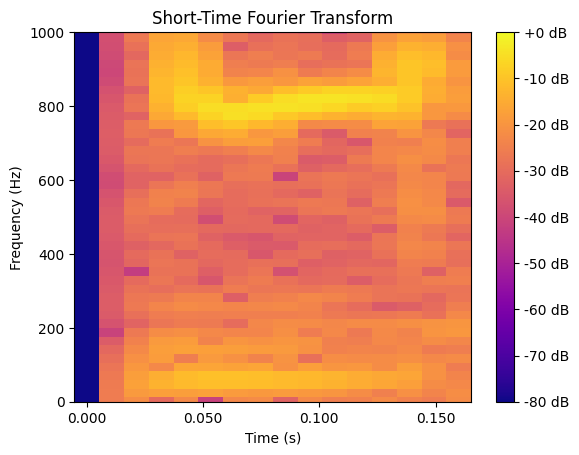 Short-Time Fourier Transform
1000
800
600
400
200
0
Frequency (Hz)
0.000
0.050
0.100
0.150
Time (s)
+0 dB
-10 dB
-20 dB
-30 dB
-40 dB
-50 dB
-60 dB
-70 dB
-80 dB